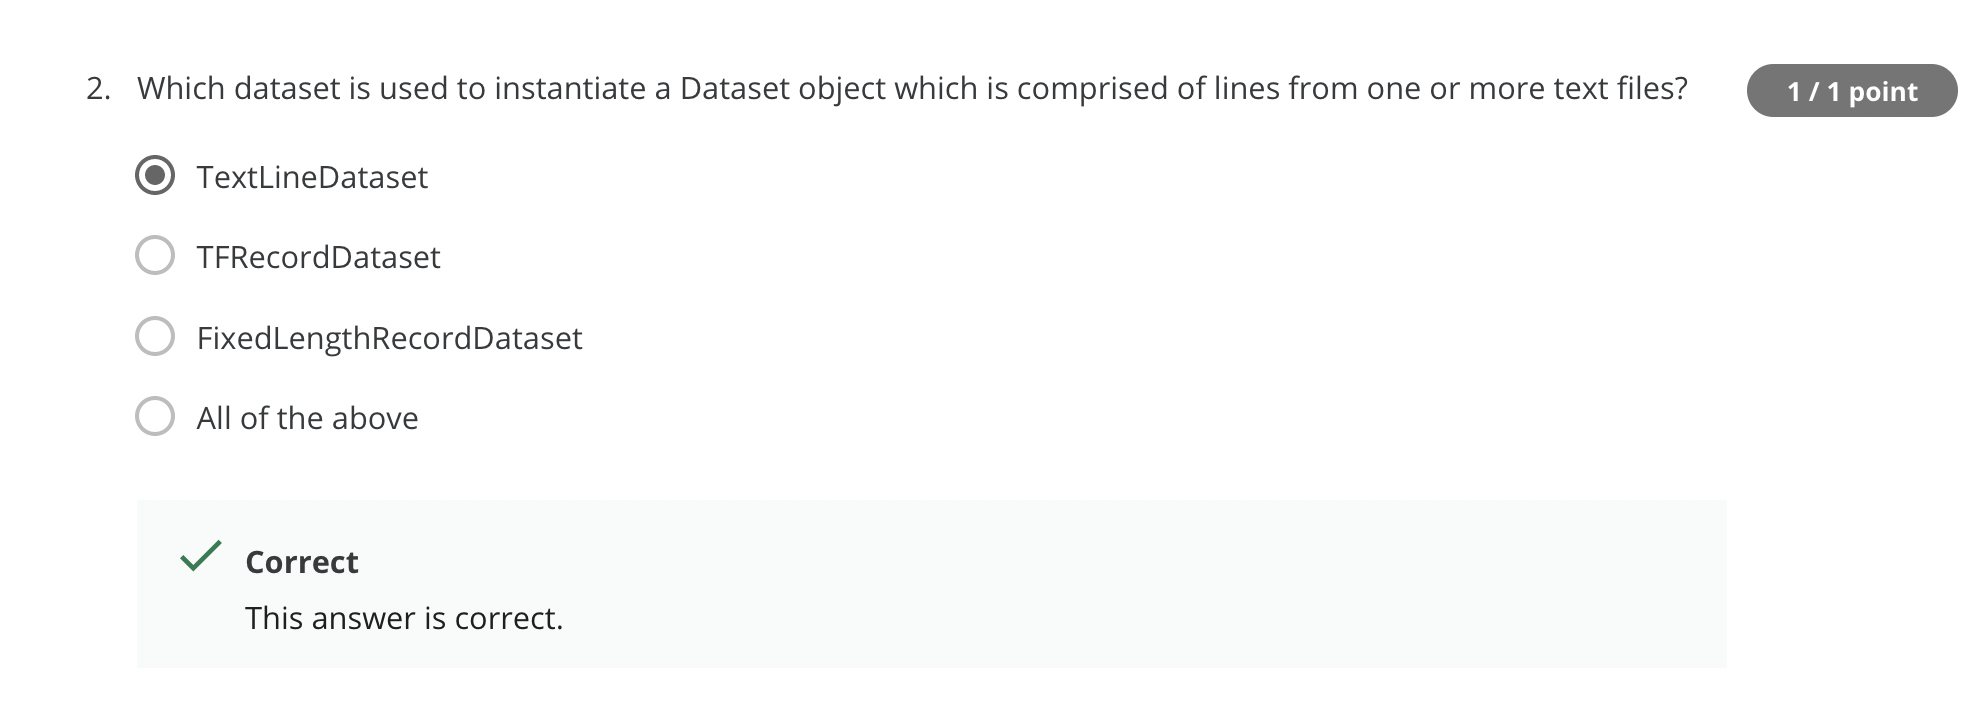 2. Which dataset is used to instantiate a Dataset object which is comprised of lines from one or more text files?
1 / 1 point
TextLineDataset
TFRecordDataset
FixedLengthRecordDataset
All of the above
Correct
This answer is correct.